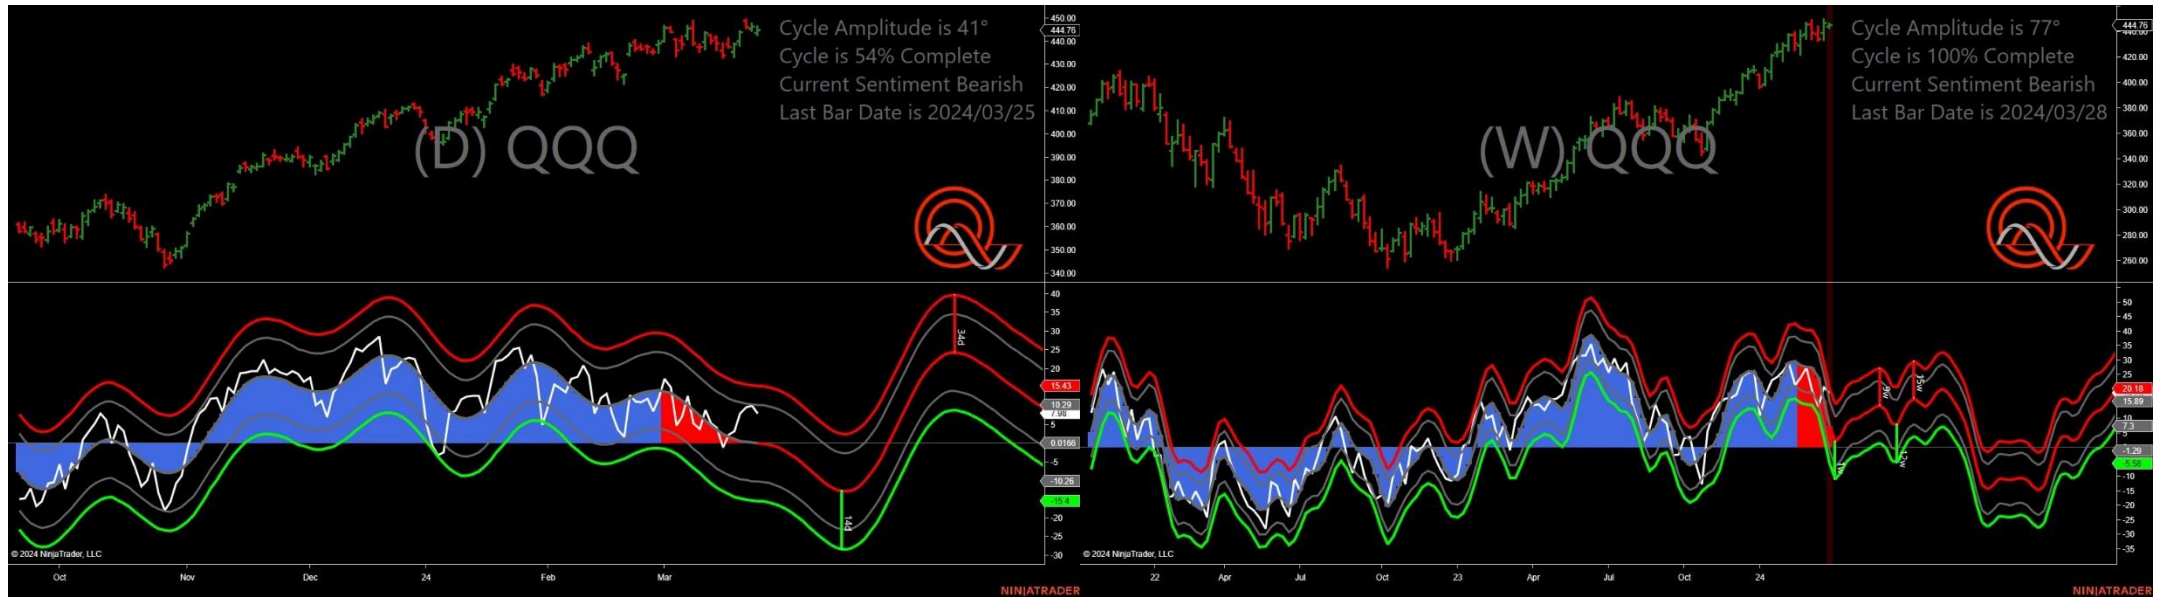 Cycle Amplitude is 41°
Cycle is 54% Complete
Current Sentiment Bearish
Last Bar Date is 2024/03/25
(D) QQQ
450.00
444.76
440.00
430.00
420.00
410.00
400.00
390.00
380.00
370.00
360.00
350.00
340.00
40
35
30
25
20
15.43
10.29
7.98
5
0.0166
-5
-10.26
-15.4
-20
-25
-30
34d
14d
© 2024 NinjaTrader, LLC
Oct Nov Dec 24 Feb Mar
NINJATRADER
Cycle Amplitude is 77°
Cycle is 100% Complete
Current Sentiment Bearish
Last Bar Date is 2024/03/28
(W) QQQ
444.76
440.00
420.00
400.00
380.00
360.00
340.00
320.00
300.00
280.00
260.00
50
45
40
35
30
25
20.18
15.89
10
7.3
-1.29
-5.58
-10
-15
-20
-25
-30
-35
9w
15w
1w
12w
© 2024 NinjaTrader, LLC
22 Apr Jul Oct 23 Apr Jul Oct 24
NINJATRADER